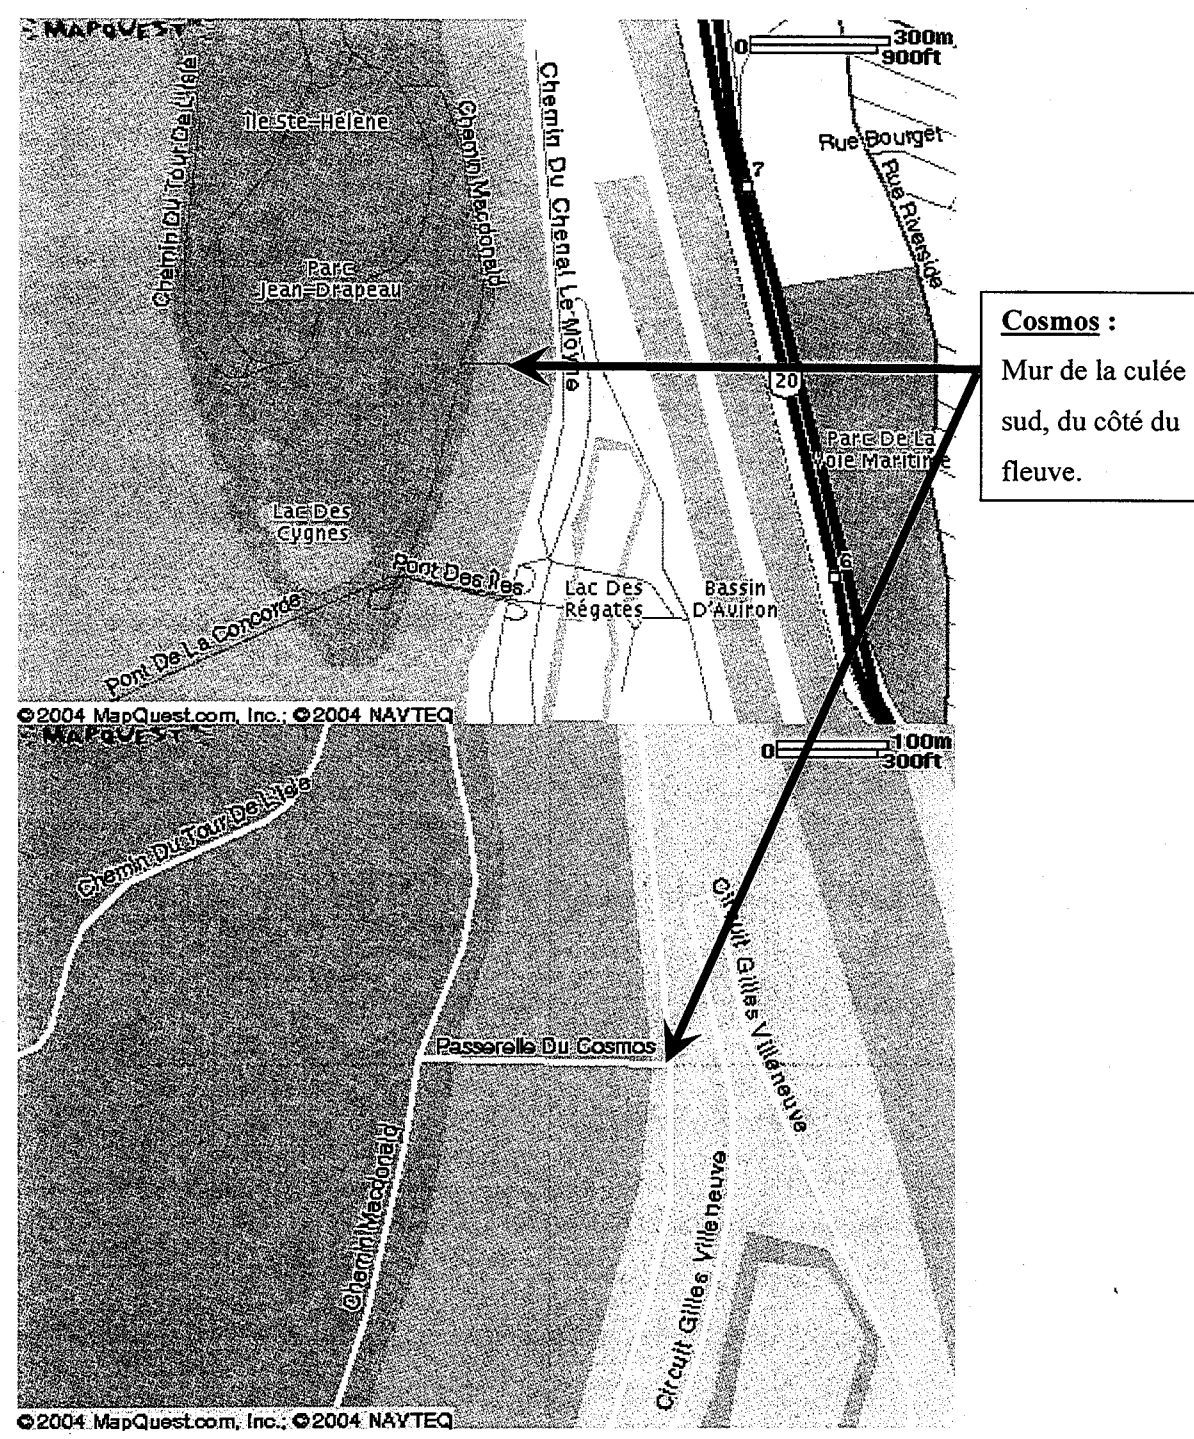 MAPQUEST
0 300m
900ft
Chemin Du Tour De L'Isle
Île Ste-Hélène
Chemin Macdonald
Chemin Du Chenal Le Moyne
7
Rue Bourget
Rue Riverside
Parc
Jean-Drapeau
Cosmos :
Mur de la culée
sud, du côté du
fleuve.
20
Parc De La
Voie Maritime
Lac Des
Cygnes
Pont Des Îles
6
Lac Des
Régates
Bassin
D'Aviron
Pont De La Concorde
©2004 MapQuest.com, Inc.; ©2004 NAVTEQ
MAPQUEST
0 100m
300ft
Chemin Du Tour De L'Isle
Circuit Gilles Villeneuve
Passerelle Du Cosmos
Chemin Macdonald
Circuit Gilles Villeneuve
©2004 MapQuest.com, Inc.; ©2004 NAVTEQ